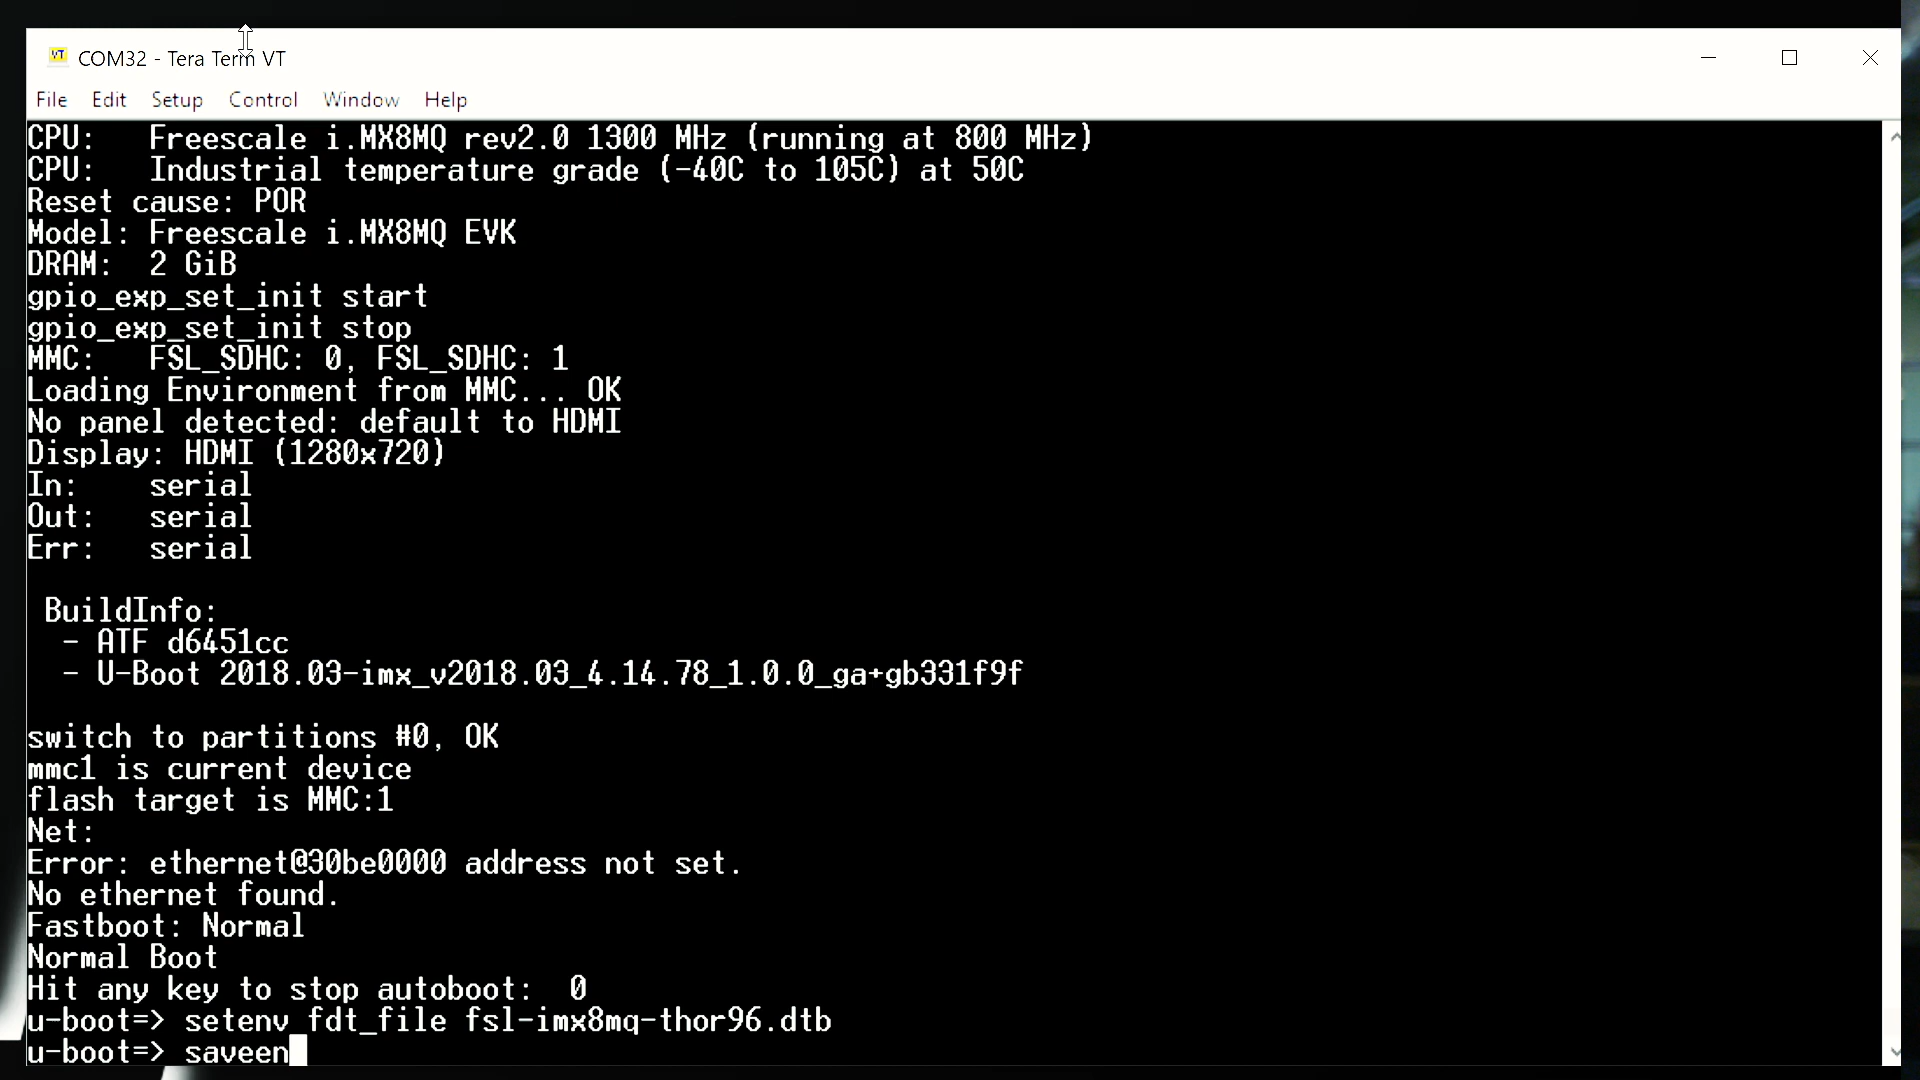 VT COM32 - Tera Term VT
File Edit Setup Control Window Help
CPU:   Freescale i.MX8MQ rev2.0 1300 MHz (running at 800 MHz)
CPU:   Industrial temperature grade (-40C to 105C) at 50C
Reset cause: POR
Model: Freescale i.MX8MQ EVK
DRAM:  2 GiB
gpio_exp_set_init start
gpio_exp_set_init stop
MMC:   FSL_SDHC: 0, FSL_SDHC: 1
Loading Environment from MMC... OK
No panel detected: default to HDMI
Display: HDMI (1280x720)
In:    serial
Out:   serial
Err:   serial
BuildInfo:
- ATF d6451cc
- U-Boot 2018.03-imx_v2018.03_4.14.78_1.0.0_ga+gb331f9f
switch to partitions #0, OK
mmc1 is current device
flash target is MMC:1
Net:
Error: ethernet@30be0000 address not set.
No ethernet found.
Fastboot: Normal
Normal Boot
Hit any key to stop autoboot:  0
u-boot=> setenv fdt_file fsl-imx8mq-thor96.dtb
u-boot=> saveen